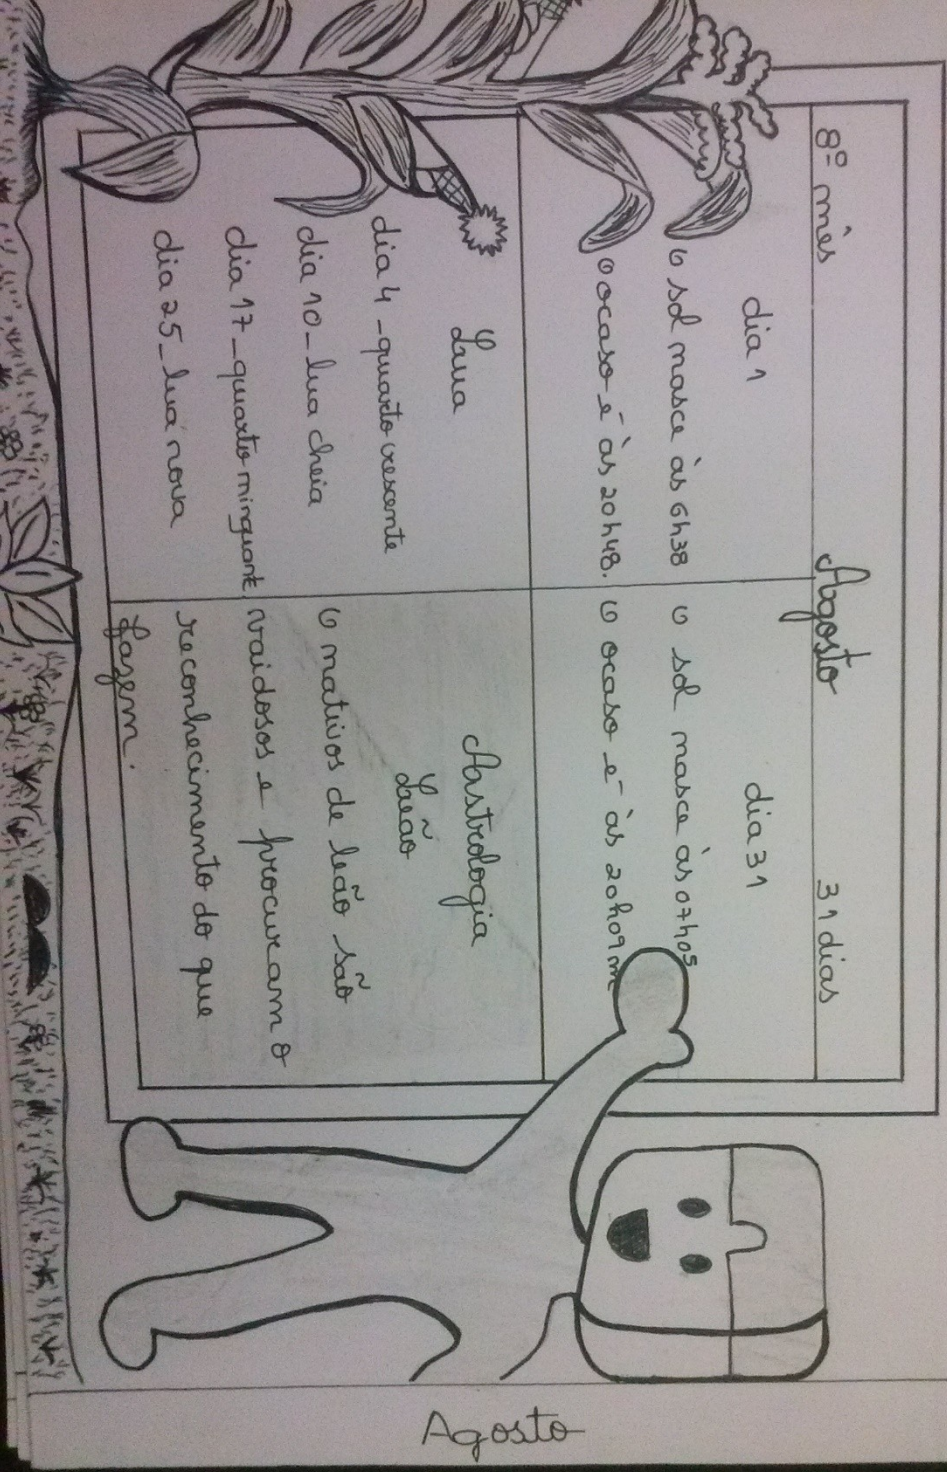 8º mês
Agosto
31 dias
dia 1
O sol nasce às 6h38
O ocaso é às 20h48.
dia 31
O sol nasce às 07h05
O ocaso é às 20h09m
Lua
dia 4 - quarto crescente
dia 10 - lua cheia
dia 17 - quarto minguante
dia 25 - lua nova
Astrologia
Leão
O nativos de leão são
vaidosos e procuram o
reconhecimento do que
fazem.
Agosto